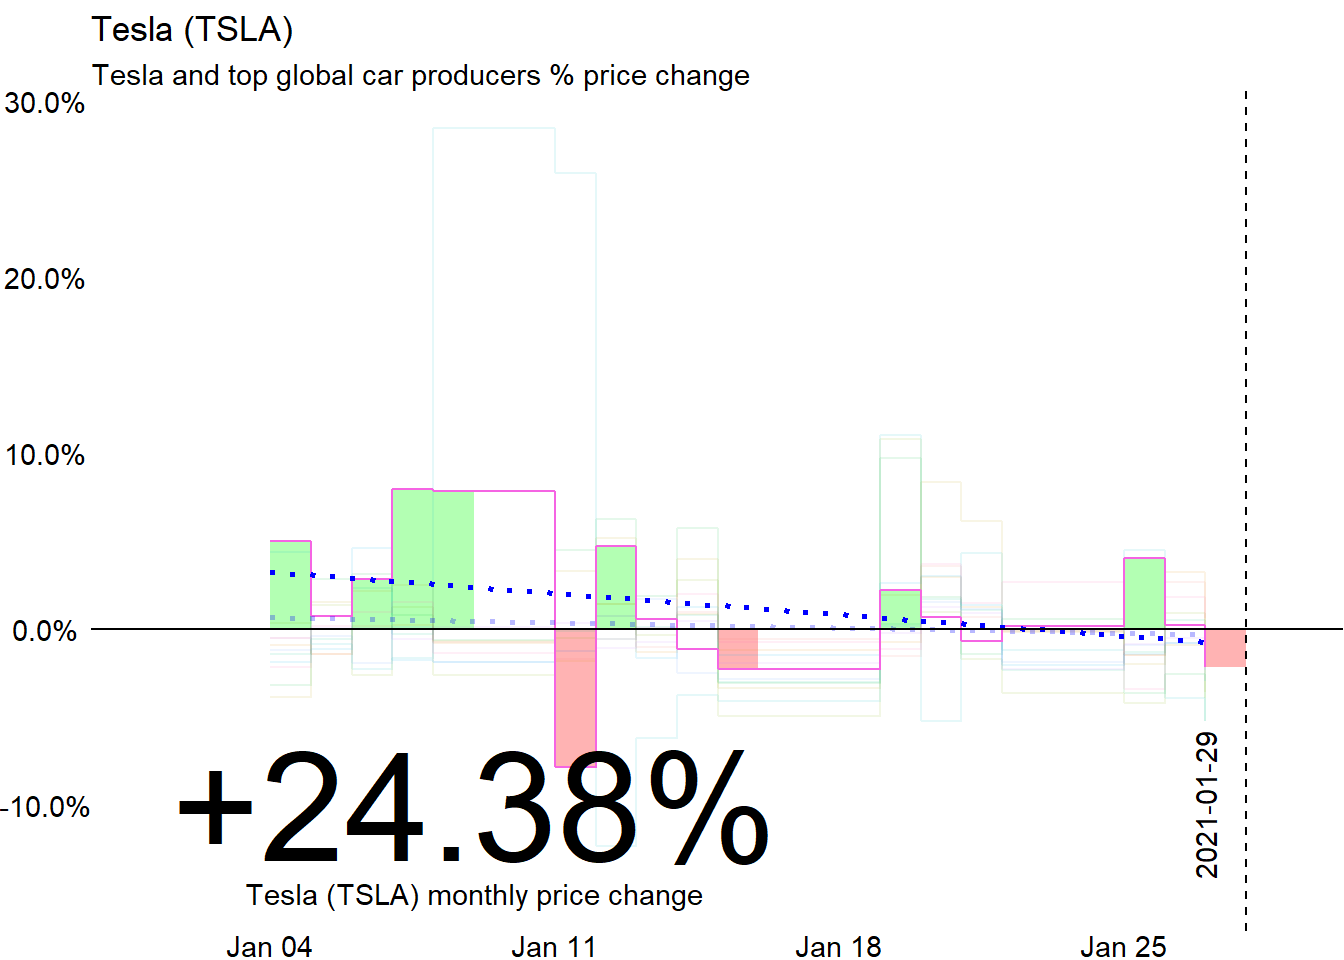 Tesla (TSLA)
Tesla and top global car producers % price change
30.0%
20.0%
10.0%
0.0%
-10.0%
+24.38%
Tesla (TSLA) monthly price change
2021-01-29
Jan 04
Jan 11
Jan 18
Jan 25